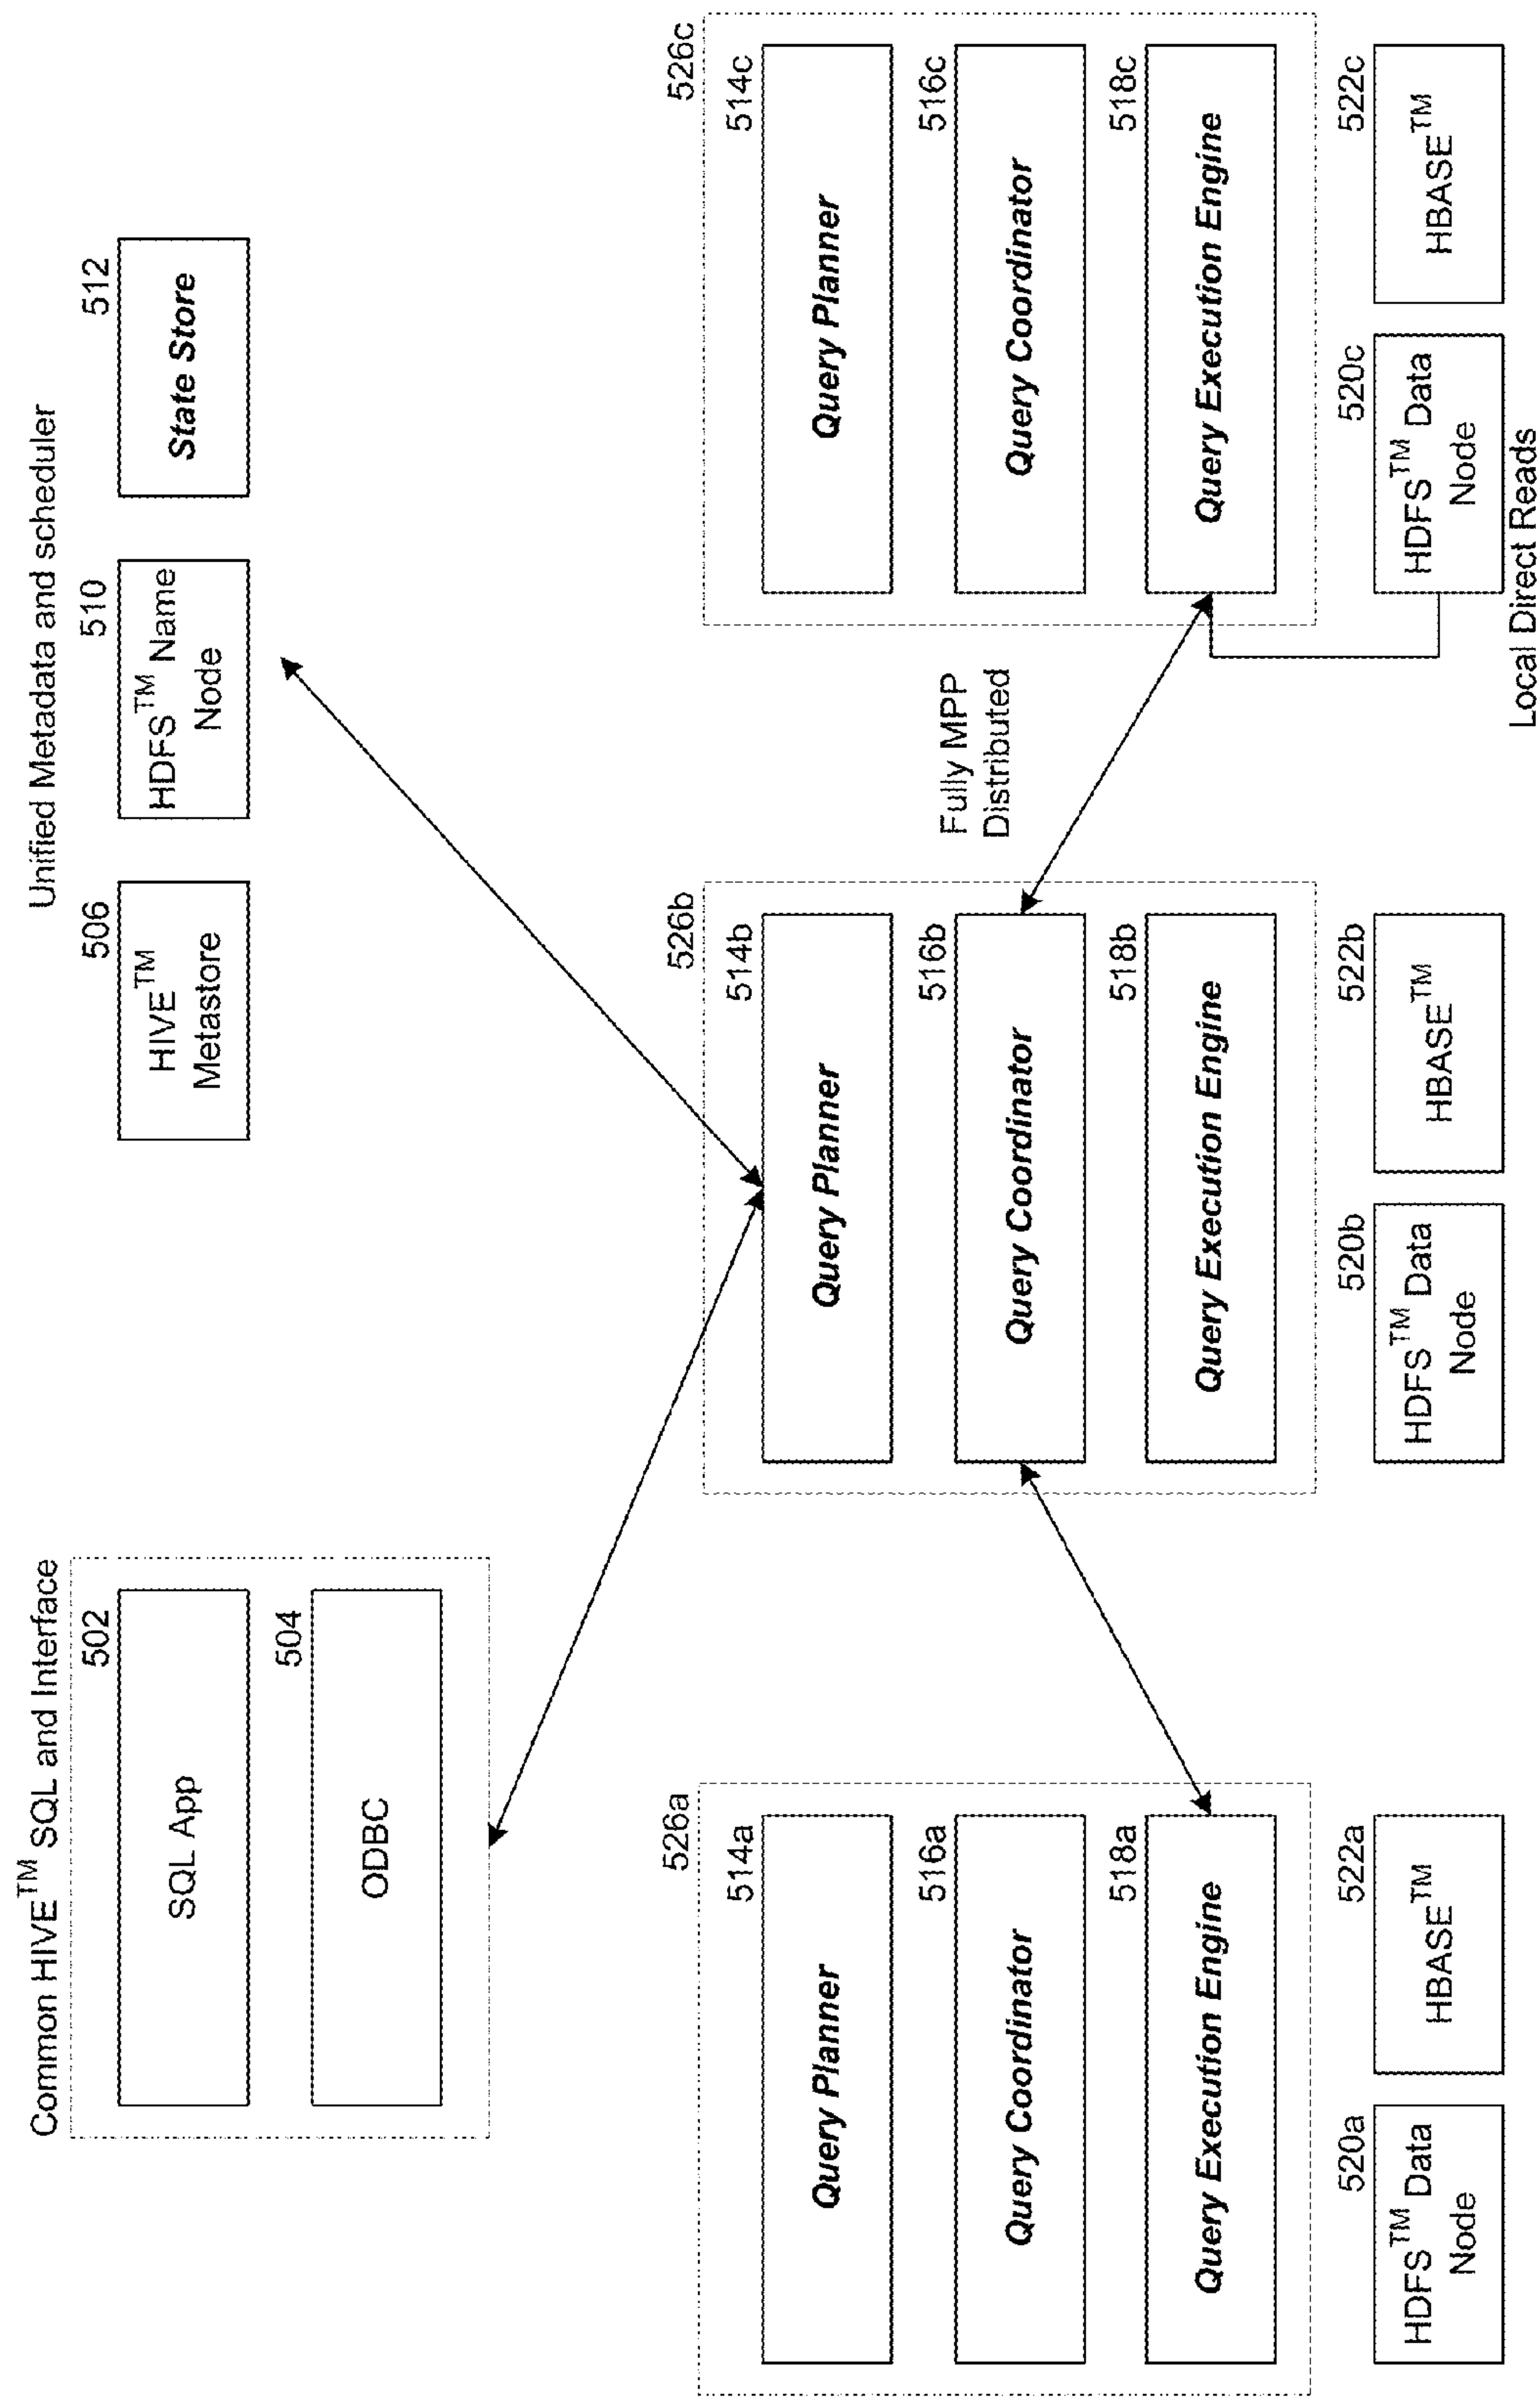 Common HIVE™ SQL and Interface
502
SQL App
504
ODBC
Unified Metadata and scheduler
506
HIVE™
Metastore
510
HDFS™ Name
Node
512
State Store
526a
514a
Query Planner
516a
Query Coordinator
518a
Query Execution Engine
520a
HDFS™ Data
Node
522a
HBASE™
526b
514b
Query Planner
516b
Query Coordinator
518b
Query Execution Engine
520b
HDFS™ Data
Node
522b
HBASE™
Fully MPP
Distributed
526c
514c
Query Planner
516c
Query Coordinator
518c
Query Execution Engine
520c
HDFS™ Data
Node
522c
HBASE™
Local Direct Reads